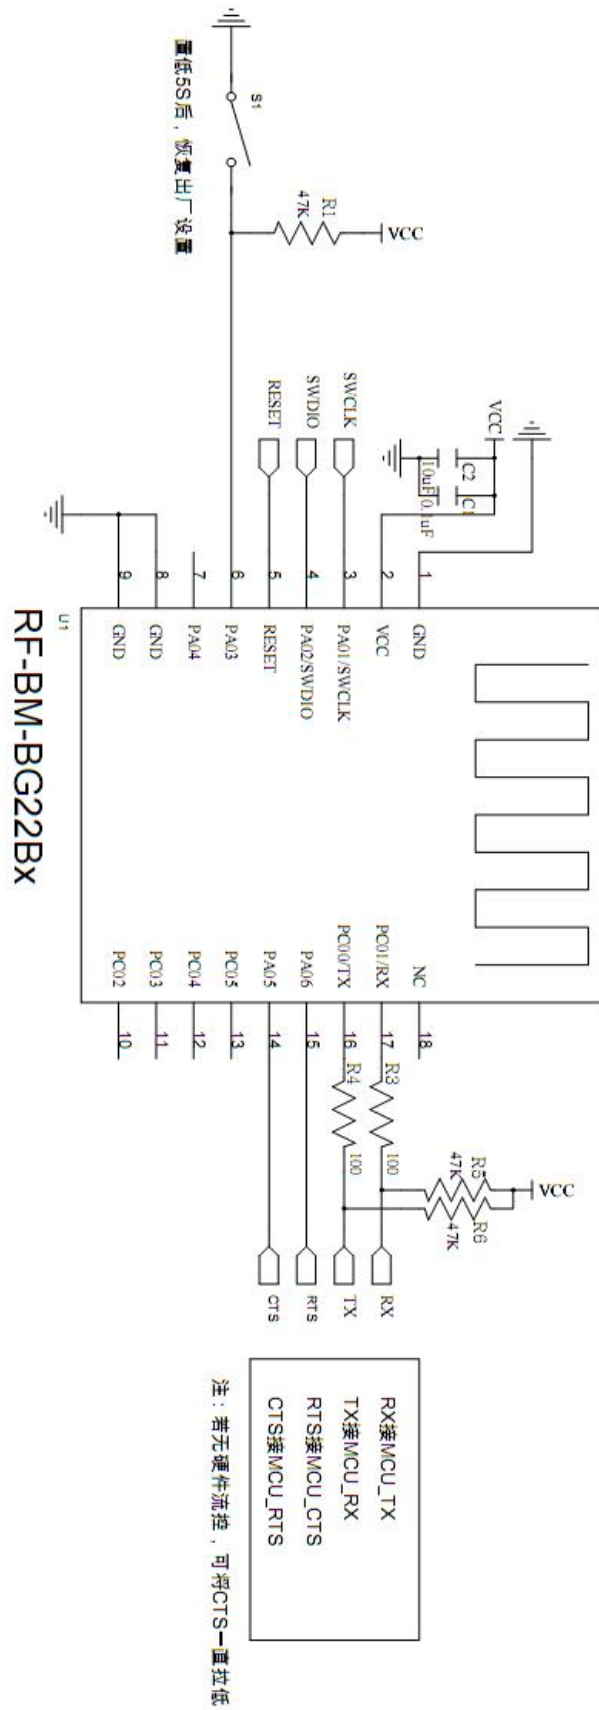 VCC
C2
C1
10uF
0.1uF
SWCLK
SWDIO
RESET
VCC
R1
47K
S1
置低5S后，恢复出厂设置
1
2
3
4
5
6
7
8
9
GND
VCC
PA01/SWCLK
PA02/SWDIO
RESET
PA03
PA04
GND
GND
U1
RF-BM-BG22Bx
NC
PC01/RX
PC00/TX
PA06
PA05
PC05
PC04
PC03
PC02
18
17
16
15
14
13
12
11
10
R3
100
R4
100
VCC
R5
47K
R6
47K
RX
TX
RTS
CTS
RX接MCU_TX
TX接MCU_RX
RTS接MCU_CTS
CTS接MCU_RTS
注：若无硬件流控，可将CTS一直拉低